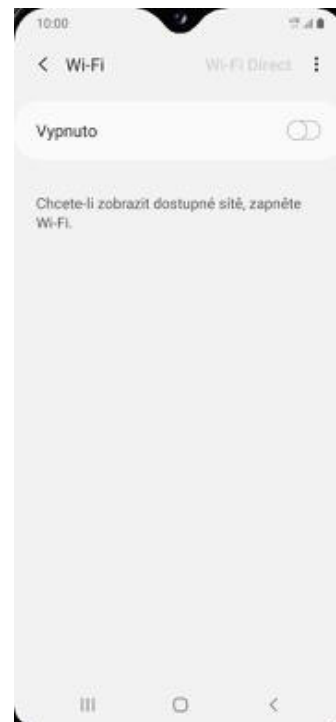 10:00
Wi-Fi
Wi-Fi Direct
Vypnuto
Chcete-li zobrazit dostupné sítě, zapněte
Wi-Fi.